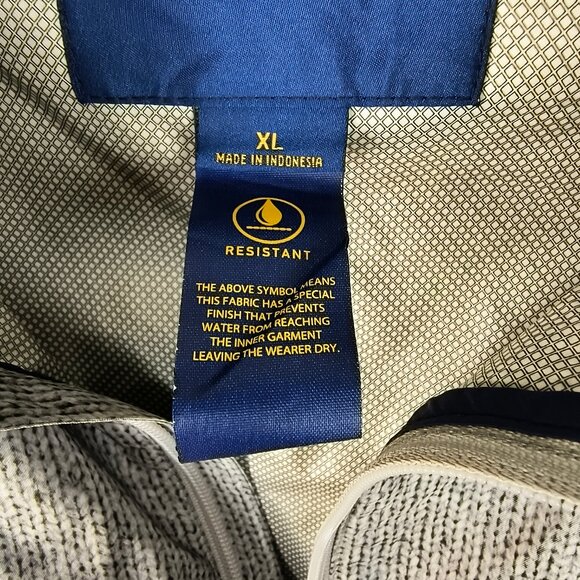 XL
MADE IN INDONESIA
RESISTANT
THE ABOVE SYMBOL MEANS
THIS FABRIC HAS A SPECIAL
FINISH THAT PREVENTS
WATER FROM REACHING
THE INNER GARMENT
LEAVING THE WEARER DRY.